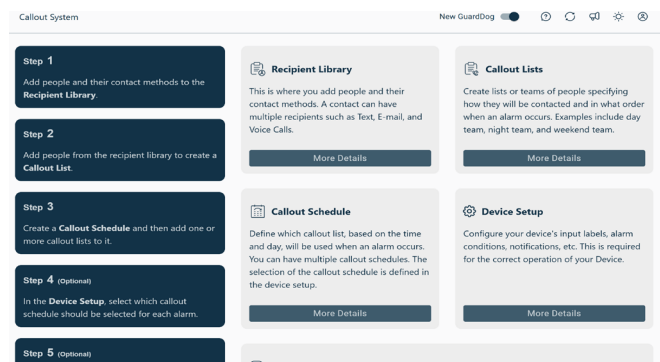 Callout System
New GuardDog
Step 1
Add people and their contact methods to the
Recipient Library.
Step 2
Add people from the recipient library to create a
Callout List.
Step 3
Create a Callout Schedule and then add one or
more callout lists to it.
Step 4 (Optional)
In the Device Setup, select which callout
schedule should be selected for each alarm.
Step 5 (Optional)
Recipient Library
This is where you add people and their
contact methods. A contact can have
multiple recipients such as Text, E-mail, and
Voice Calls.
More Details
Callout Lists
Create lists or teams of people specifying
how they will be contacted and in what order
when an alarm occurs. Examples include day
team, night team, and weekend team.
More Details
Callout Schedule
Define which callout list, based on the time
and day, will be used when an alarm occurs.
You can have multiple callout schedules. The
selection of the callout schedule is defined in
the device setup.
More Details
Device Setup
Configure your device's input labels, alarm
conditions, notifications, etc. This is required
for the correct operation of your Device.
More Details